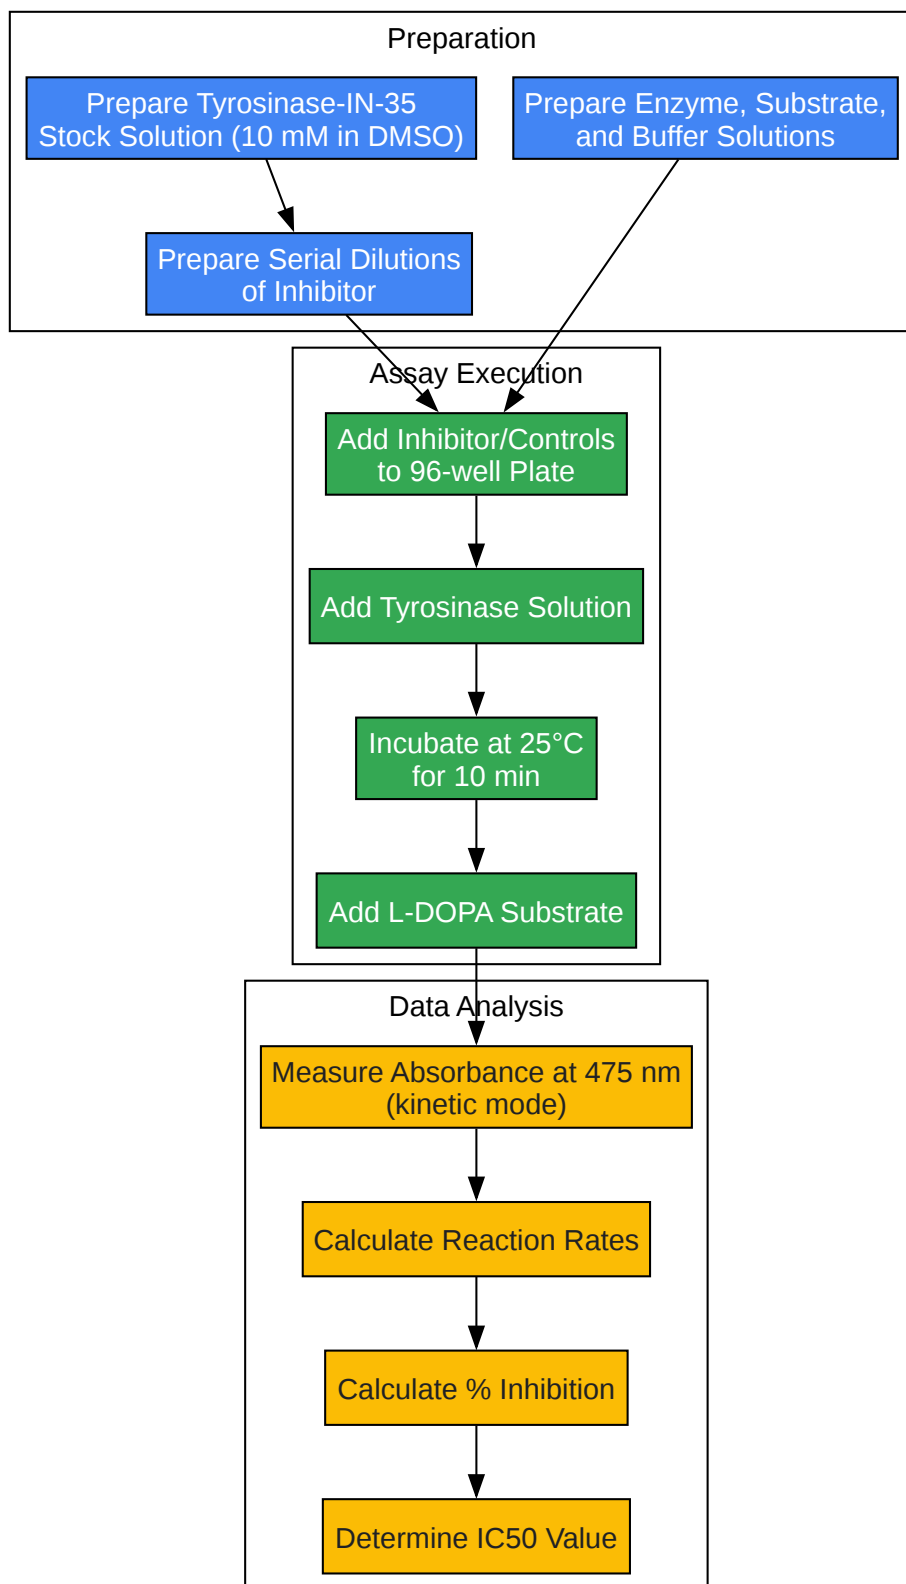 Preparation
Prepare Tyrosinase-IN-35
Stock Solution (10 mM in DMSO)
Prepare Enzyme, Substrate,
and Buffer Solutions
Prepare Serial Dilutions
of Inhibitor
Assay Execution
Add Inhibitor/Controls
to 96-well Plate
Add Tyrosinase Solution
Incubate at 25°C
for 10 min
Add L-DOPA Substrate
Data Analysis
Measure Absorbance at 475 nm
(kinetic mode)
Calculate Reaction Rates
Calculate % Inhibition
Determine IC50 Value